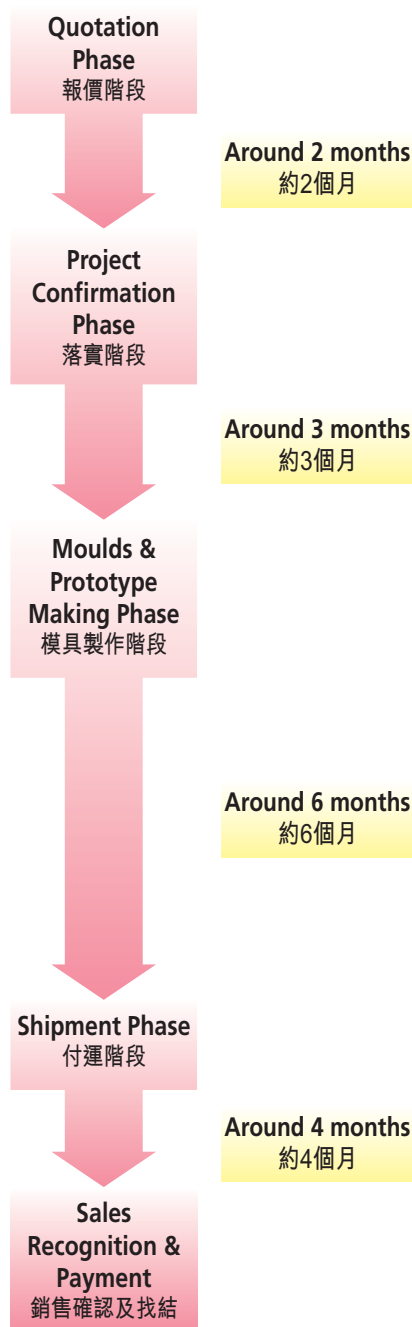 Quotation
Phase
報價階段
Around 2 months
約2個月
Project
Confirmation
Phase
落實階段
Around 3 months
約3個月
Moulds &
Prototype
Making Phase
模具製作階段
Around 6 months
約6個月
Shipment Phase
付運階段
Around 4 months
約4個月
Sales
Recognition &
Payment
銷售確認及找結